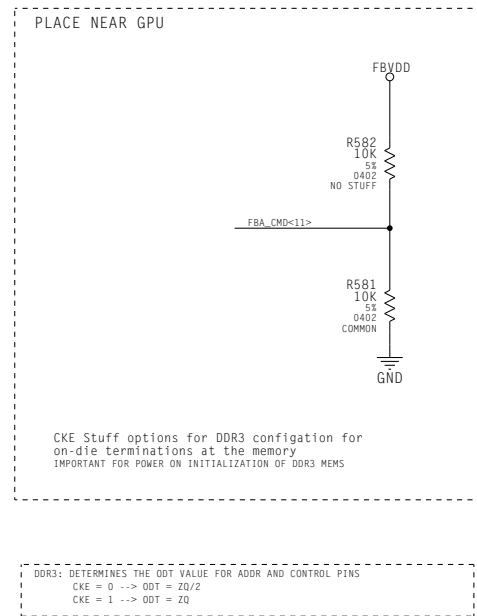 PLACE NEAR GPU
FBVDD
R582
10K
5%
0402
NO STUFF
FBA_CMD<11>
R581
10K
5%
0402
COMMON
GND
CKE Stuff options for DDR3 configation for
on-die terminations at the memory
IMPORTANT FOR POWER ON INITIALIZATION OF DDR3 MEMS
DDR3: DETERMINES THE ODT VALUE FOR ADDR AND CONTROL PINS
CKE = 0 --> ODT = ZQ/2
CKE = 1 --> ODT = ZQ